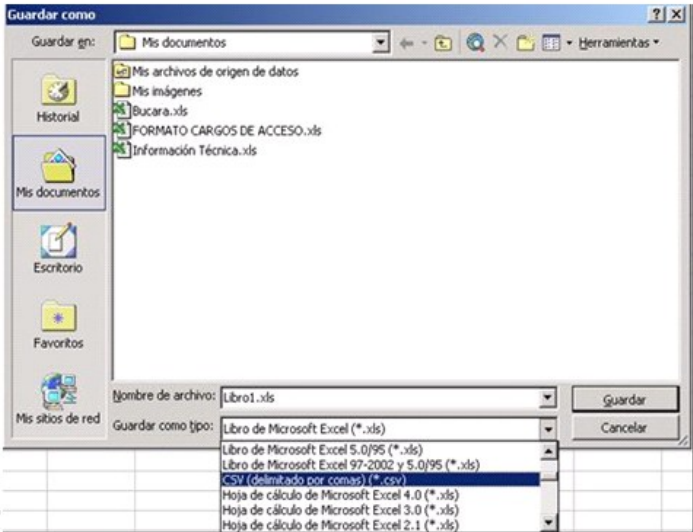 Guardar como
Guardar en: Mis documentos Herramientas
Historial
Mis documentos
Escritorio
Favoritos
Mis sitios de red
Mis archivos de origen de datos
Mis imágenes
Bucara.xls
FORMATO CARGOS DE ACCESO.xls
Información Técnica.xls
Nombre de archivo: Libro1.xls Guardar
Guardar como tipo: Libro de Microsoft Excel (*.xls) Cancelar
Libro de Microsoft Excel 5.0/95 (*.xls)
Libro de Microsoft Excel 97-2002 y 5.0/95 (*.xls)
CSV (delimitado por comas) (*.csv)
Hoja de cálculo de Microsoft Excel 4.0 (*.xls)
Hoja de cálculo de Microsoft Excel 3.0 (*.xls)
Hoja de cálculo de Microsoft Excel 2.1 (*.xls)